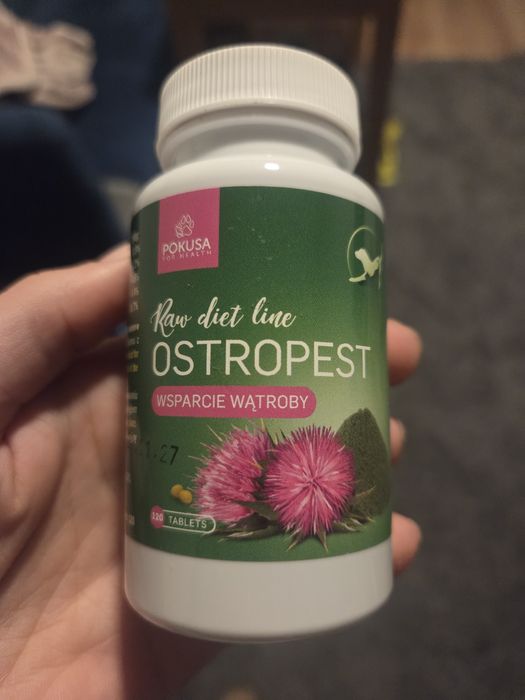 POKUSA
FOR HEALTH
Raw diet line
OSTROPEST
WSPARCIE WĄTROBY
1.27
120 TABLETS